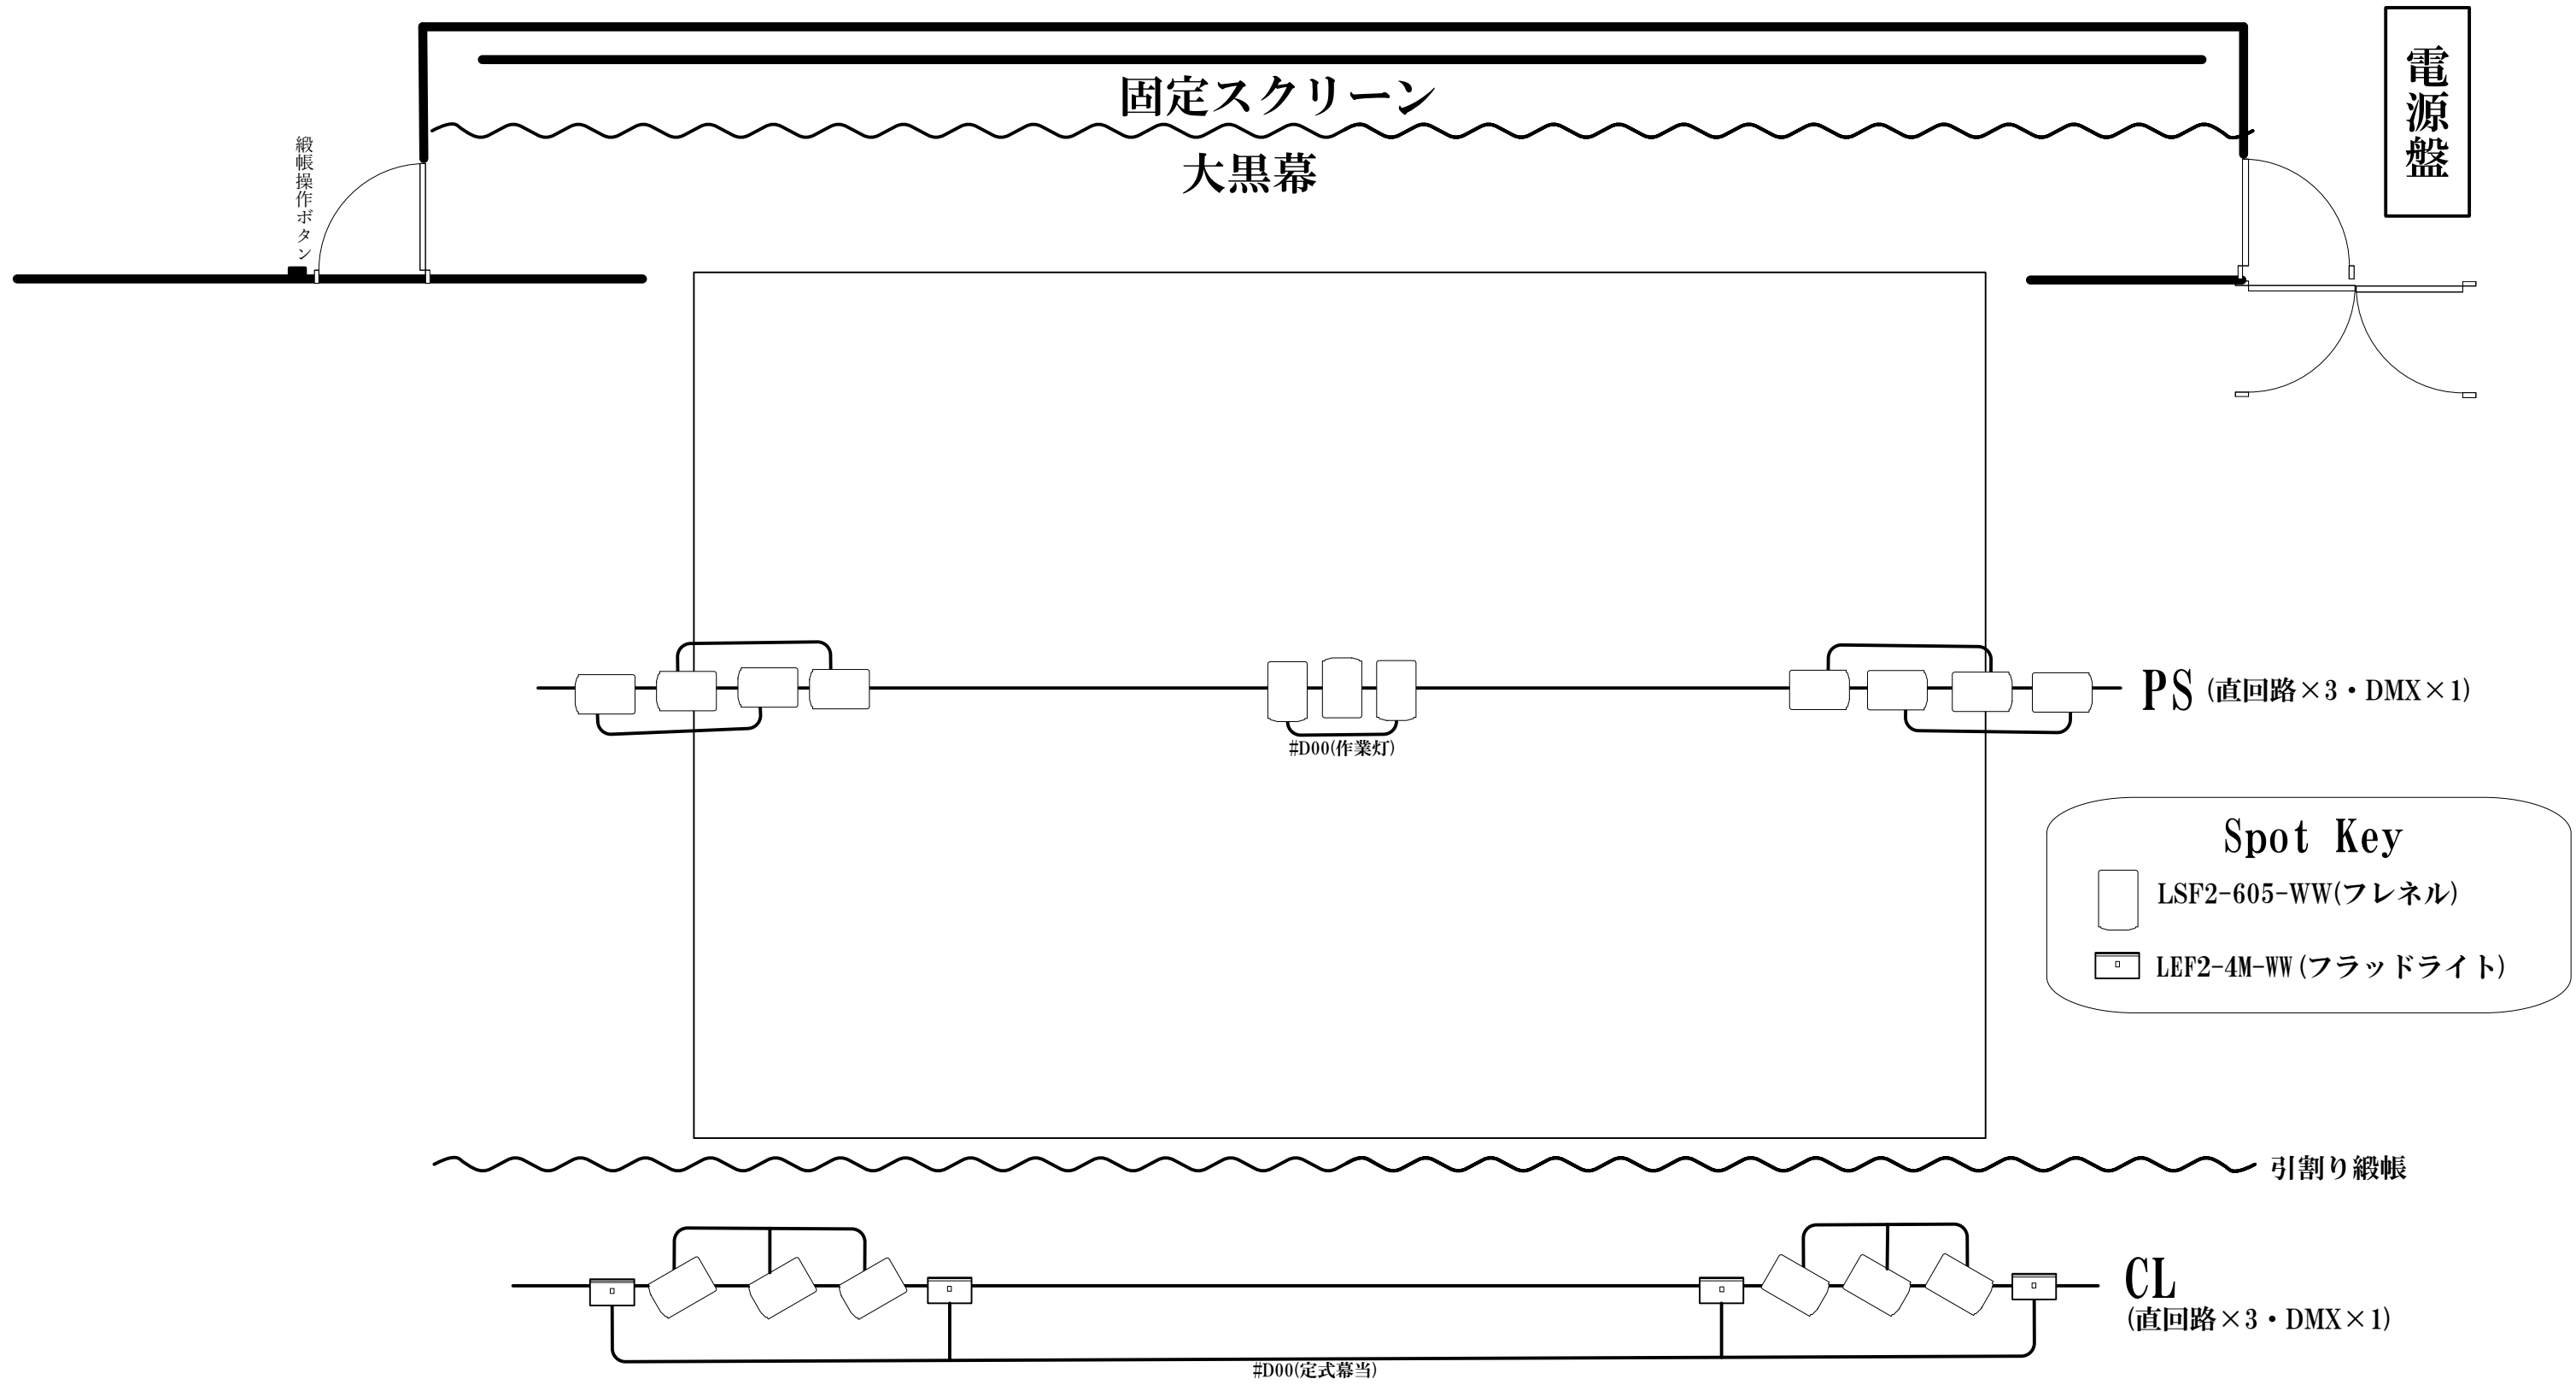 電源盤
固定スクリーン
緞帳操作ボタン
大黒幕
PS (直回路×3・DMX×1)
#D00(作業灯)
Spot Key
LSF2-605-WW(フレネル)
LEF2-4M-WW(フラッドライト)
引割り緞帳
CL
(直回路×3・DMX×1)
#D00(定式幕当)